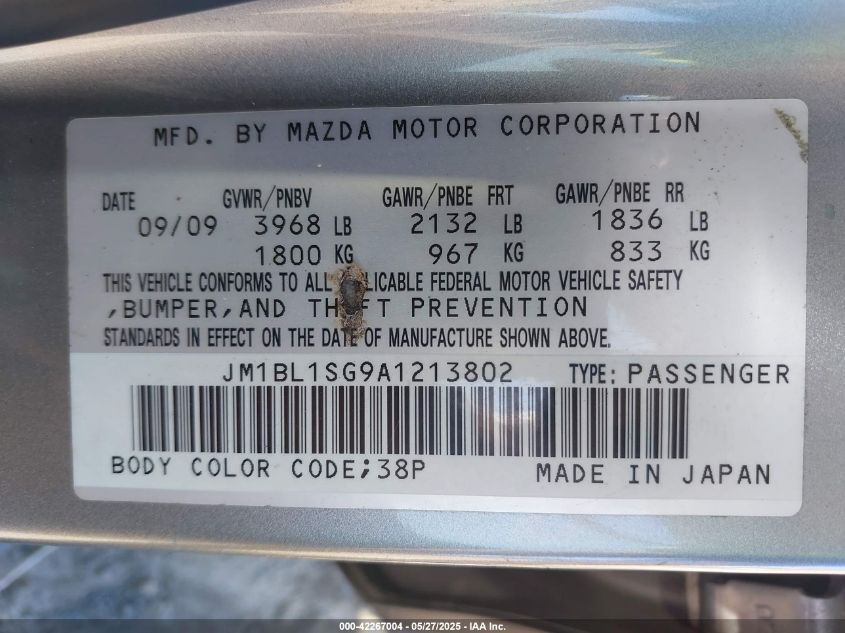 MFD. BY MAZDA MOTOR CORPORATION
DATE GVWR/PNBV GAWR/PNBE FRT GAWR/PNBE RR
09/09 3968 LB 2132 LB 1836 LB
1800 KG 967 KG 833 KG
THIS VEHICLE CONFORMS TO ALL FEDERAL MOTOR VEHICLE SAFETY
,BUMPER,AND PREVENTION
STANDARDS IN EFFECT ON THE DATE OF MANUFACTURE SHOWN ABOVE.
JM1BL1SG9A1213802 TYPE: PASSENGER
BODY COLOR CODE;38P MADE IN JAPAN
000-42267004 - 05/27/2025 - IAA Inc.